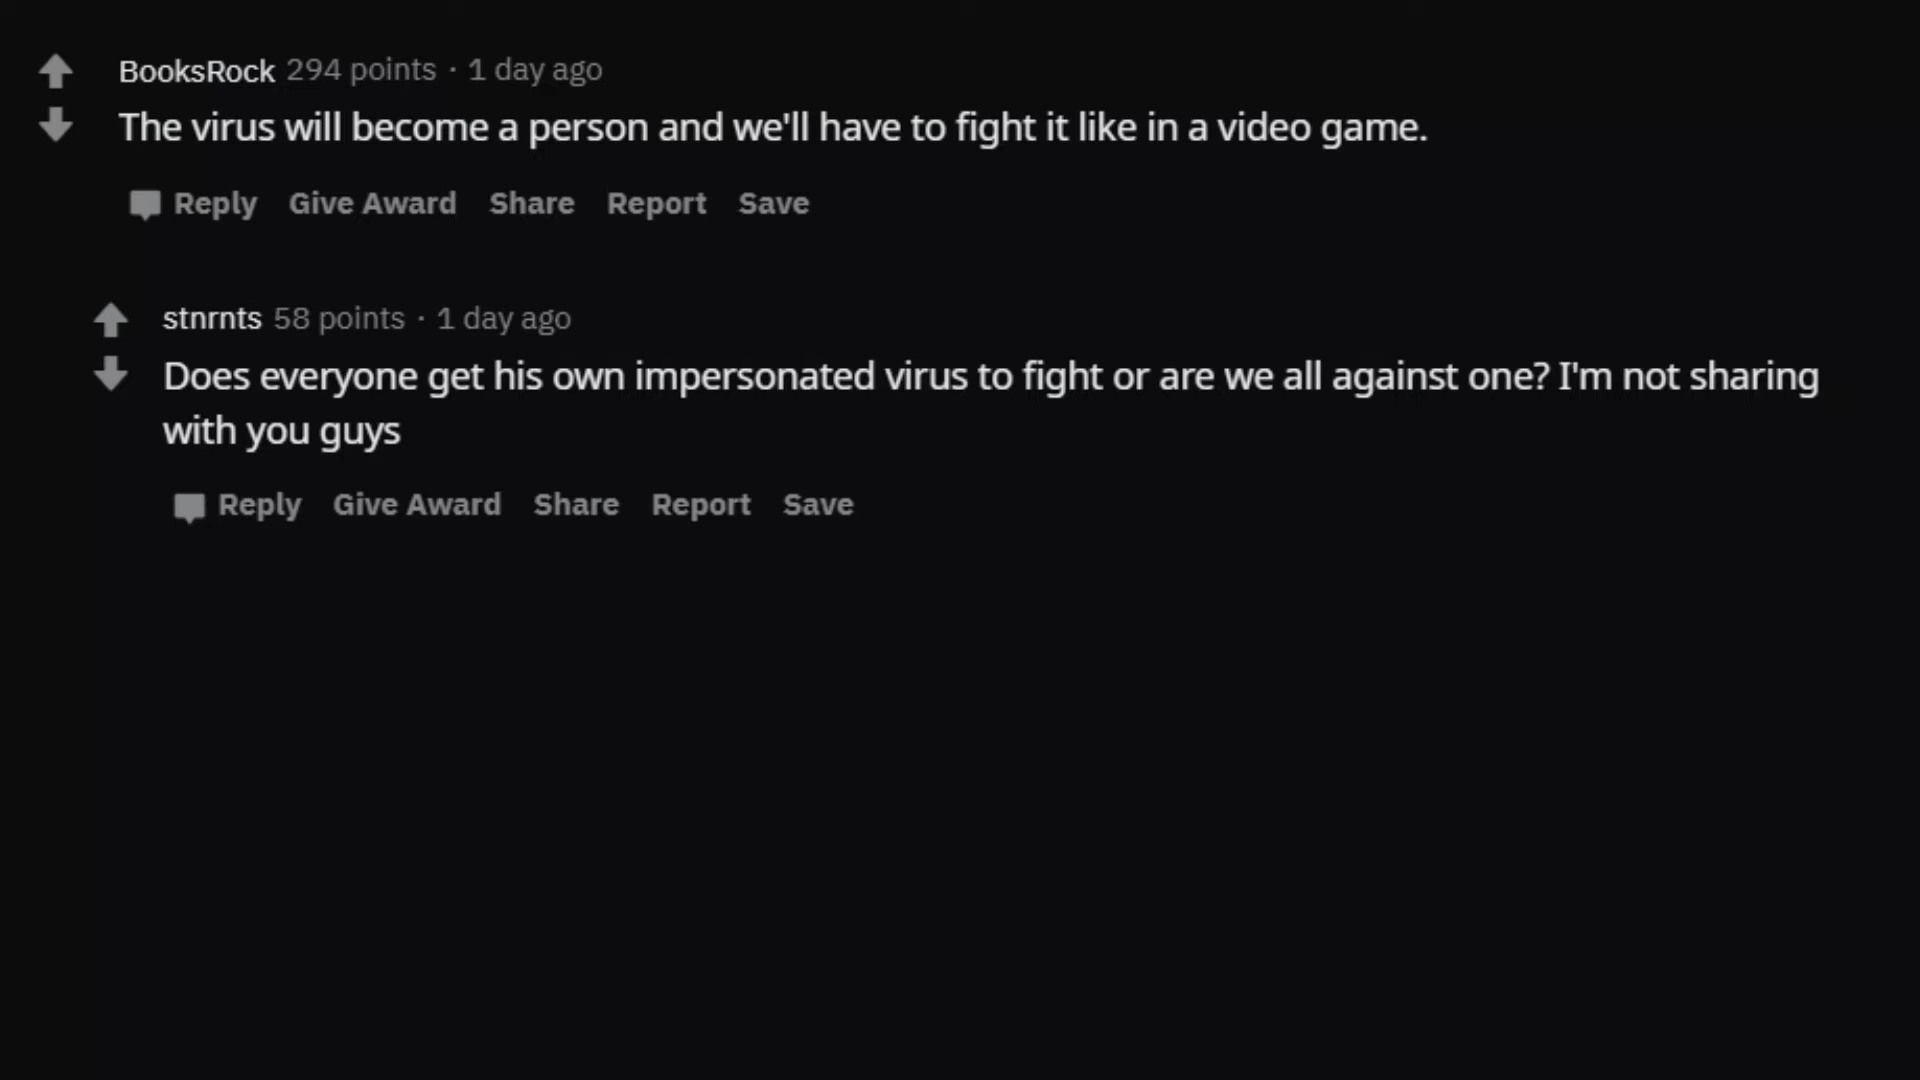 BooksRock 294 points · 1 day ago
The virus will become a person and we'll have to fight it like in a video game.
Reply Give Award Share Report Save
stnrnts 58 points · 1 day ago
Does everyone get his own impersonated virus to fight or are we all against one? I'm not sharing
with you guys
Reply Give Award Share Report Save